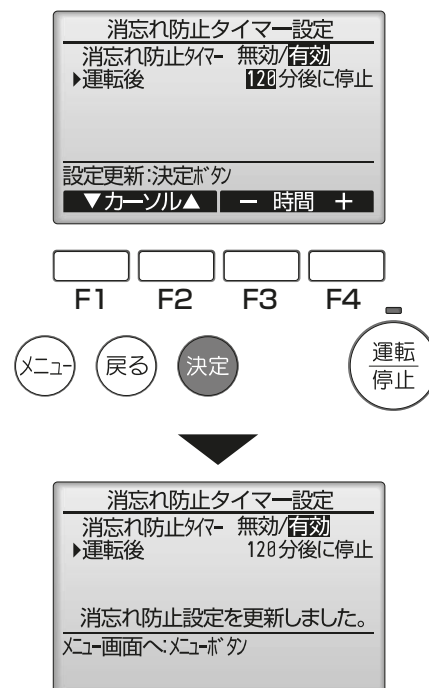 消忘れ防止タイマー設定
消忘れ防止ﾀｲﾏｰ 無効/有効
▶運転後 120分後に停止
設定更新:決定ﾎﾞﾀﾝ
▼カーソル▲ － 時間 ＋
F1 F2 F3 F4
ﾒﾆｭｰ 戻る 決定 運転
停止
消忘れ防止タイマー設定
消忘れ防止ﾀｲﾏｰ 無効/有効
▶運転後 120分後に停止
消忘れ防止設定を更新しました。
ﾒﾆｭｰ画面へ:ﾒﾆｭｰﾎﾞﾀﾝ